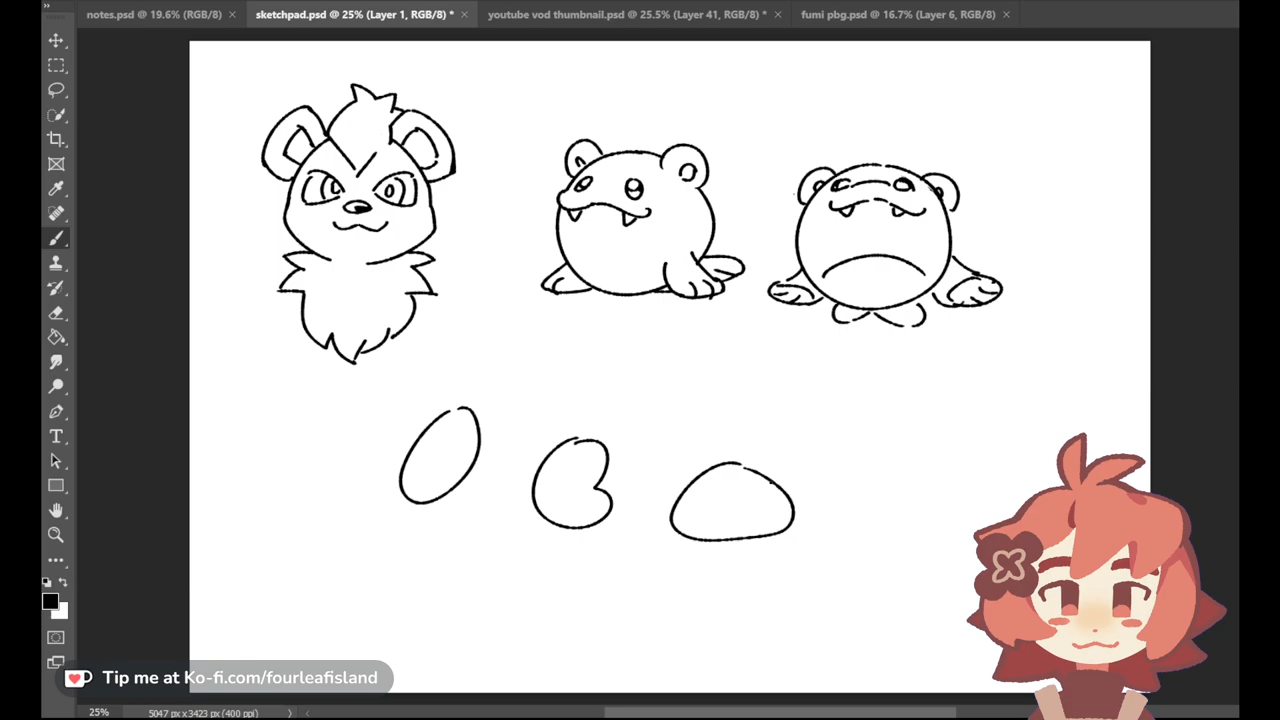 notes.psd @ 19.6% (RGB/8)
sketchpad.psd @ 25% (Layer 1, RGB/8) *
youtube vod thumbnail.psd @ 25.5% (Layer 41, RGB/8) *
fumi pbg.psd @ 16.7% (Layer 6, RGB/8)
Tip me at Ko-fi.com/fourleafisland
25%
5047 px x 3423 px (400 ppi)